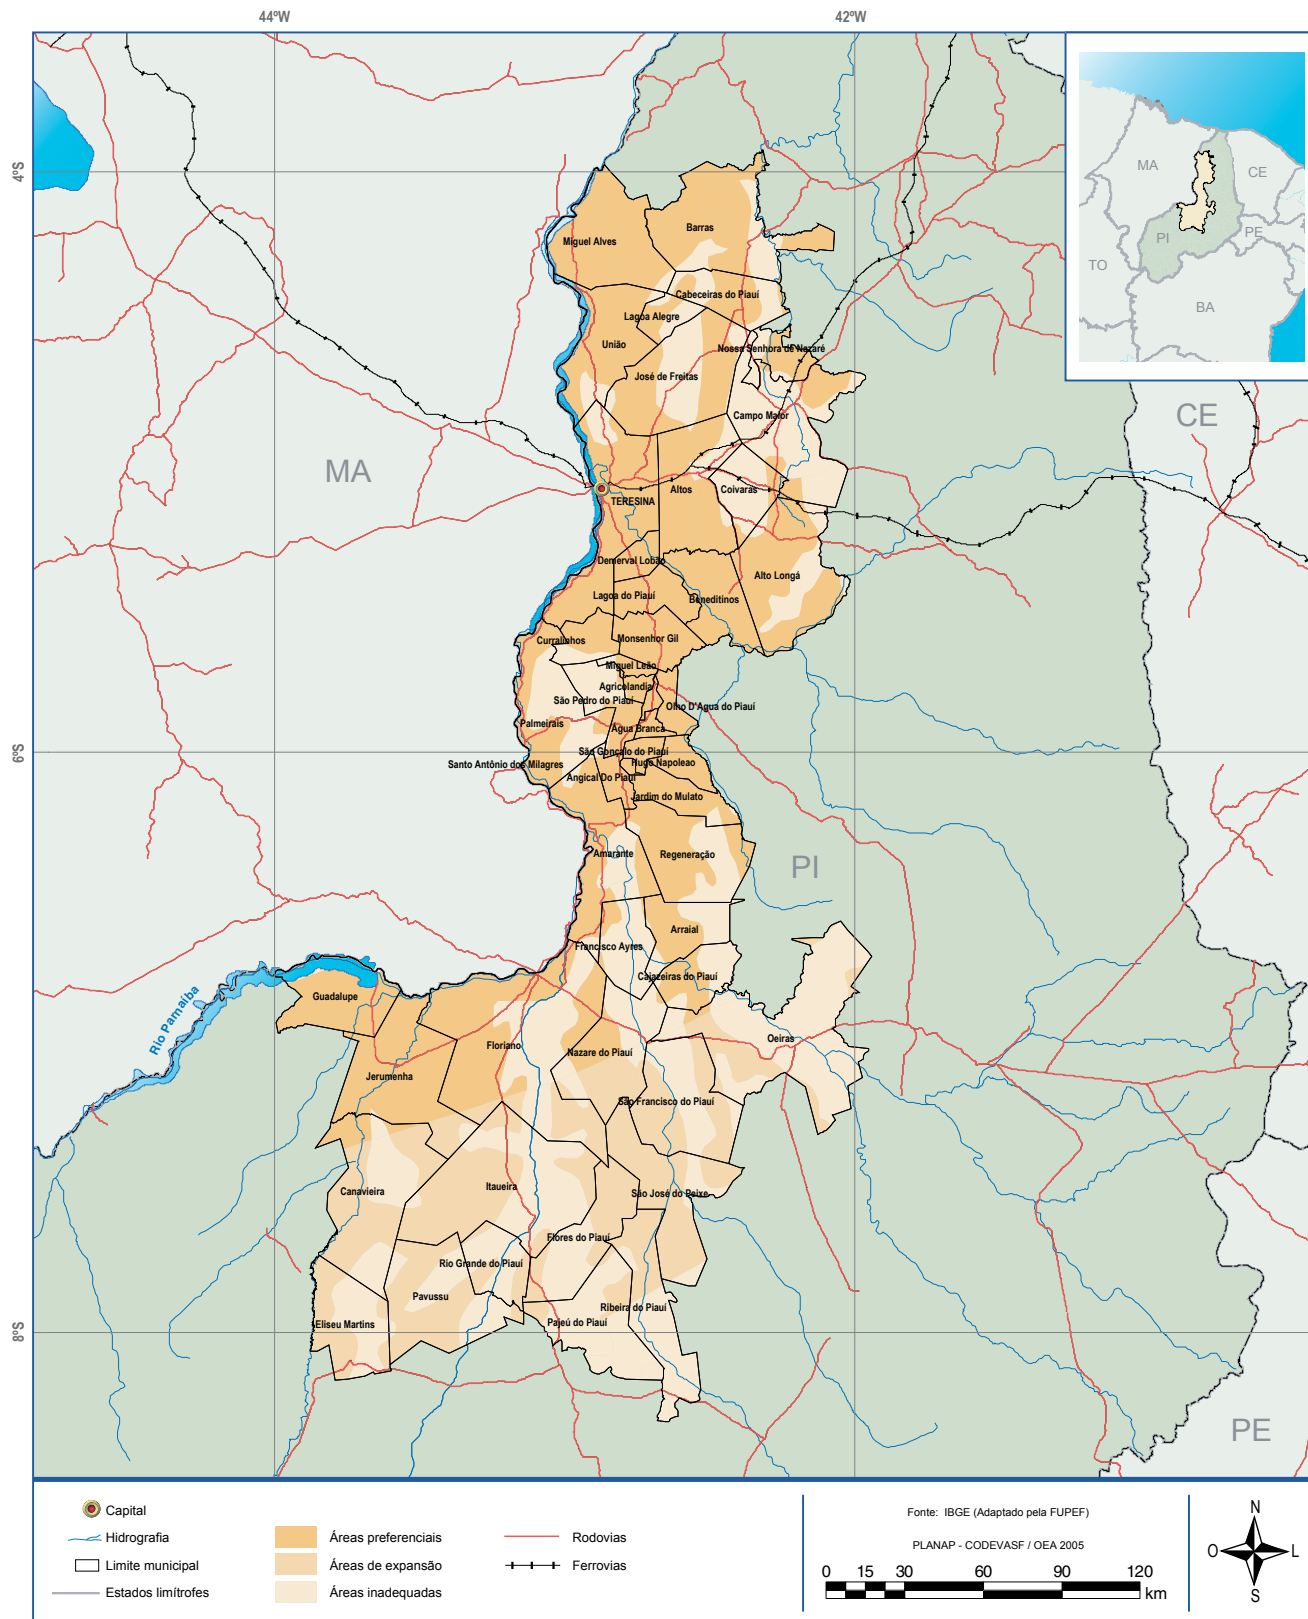 44ºW
42ºW
4ºS
6ºS
8ºS
MA
CE
PI
PE
TO
BA
MA
CE
PI
PE
Rio Parnaíba
Miguel Alves
Barras
Cabeceiras do Piauí
Lagoa Alegre
União
Nossa Senhora de Nazaré
José de Freitas
Campo Maior
Altos
Coivaras
TERESINA
Demerval Lobão
Alto Longá
Lagoa do Piauí
Beneditinos
Curralinhos
Monsenhor Gil
Miguel Leão
Agricolandia
São Pedro do Piauí
Olho D'Agua do Piauí
Palmeirais
Agua Branca
São Gonçalo do Piauí
Santo Antônio dos Milagres
Hugo Napoleao
Angical Do Piauí
Jardim do Mulato
Amarante
Regeneração
Arraial
Francisco Ayres
Cajazeiras do Piauí
Guadalupe
Oeiras
Floriano
Nazare do Piauí
Jerumenha
São Francisco do Piauí
Canavieira
Itaueira
São José do Peixe
Flores do Piauí
Rio Grande do Piauí
Pavussu
Ribeira do Piauí
Eliseu Martins
Pajeú do Piauí
Capital
Hidrografia
Limite municipal
Estados limítrofes
Áreas preferenciais
Áreas de expansão
Áreas inadequadas
Rodovias
Ferrovias
Fonte: IBGE (Adaptado pela FUPEF)
PLANAP - CODEVASF / OEA 2005
0 15 30 60 90 120
km
N
O L
S